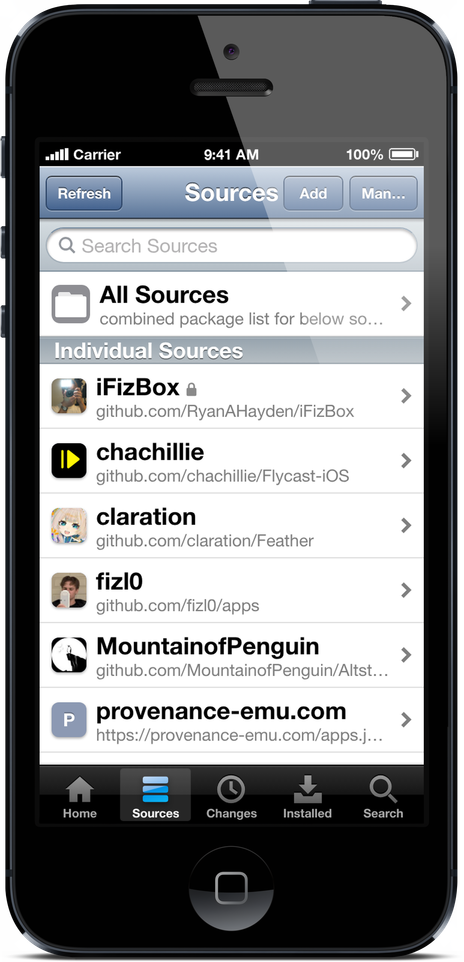 Carrier 9:41 AM 100%
Refresh Sources Add Man...
Search Sources
All Sources
combined package list for below so...
Individual Sources
iFizBox
github.com/RyanAHayden/iFizBox
chachillie
github.com/chachillie/Flycast-iOS
claration
github.com/claration/Feather
fizl0
github.com/fizl0/apps
MountainofPenguin
github.com/MountainofPenguin/Altst...
P
provenance-emu.com
https://provenance-emu.com/apps.j...
Home Sources Changes Installed Search